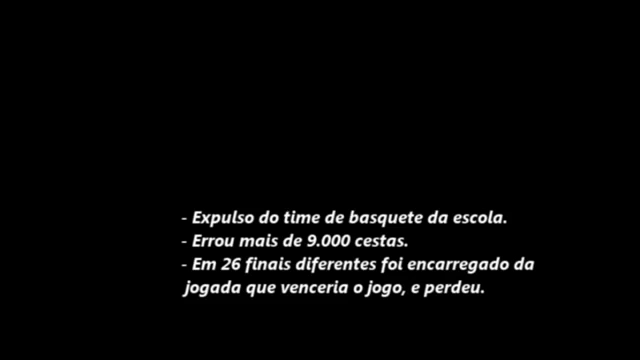 - Expulso do time de basquete da escola.
- Errou mais de 9.000 cestas.
- Em 26 finais diferentes foi encarregado da
jogada que venceria o jogo, e perdeu.